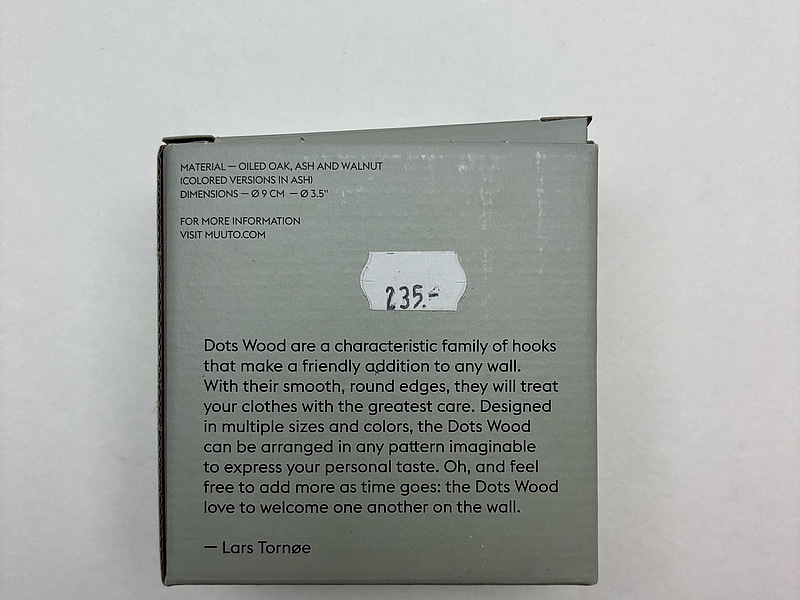 MATERIAL — OILED OAK, ASH AND WALNUT
(COLORED VERSIONS IN ASH)
DIMENSIONS — Ø 9 CM — Ø 3.5"
FOR MORE INFORMATION
VISIT MUUTO.COM
235.-
Dots Wood are a characteristic family of hooks
that make a friendly addition to any wall.
With their smooth, round edges, they will treat
your clothes with the greatest care. Designed
in multiple sizes and colors, the Dots Wood
can be arranged in any pattern imaginable
to express your personal taste. Oh, and feel
free to add more as time goes: the Dots Wood
love to welcome one another on the wall.
— Lars Tornøe